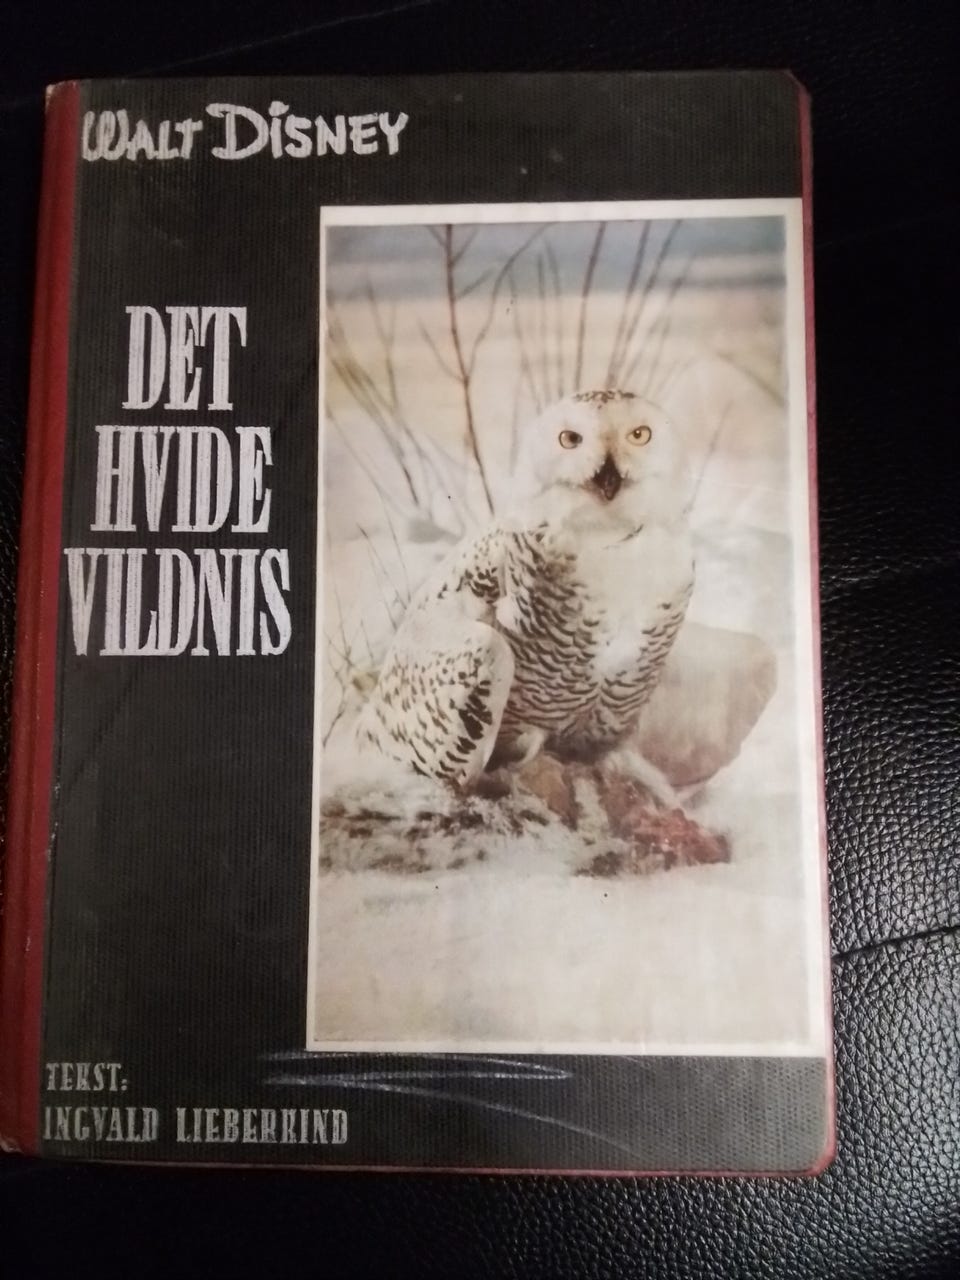 WALT DISNEY
DET
HVIDE
VILDNIS
TEKST:
INGVALD LIEBERKIND